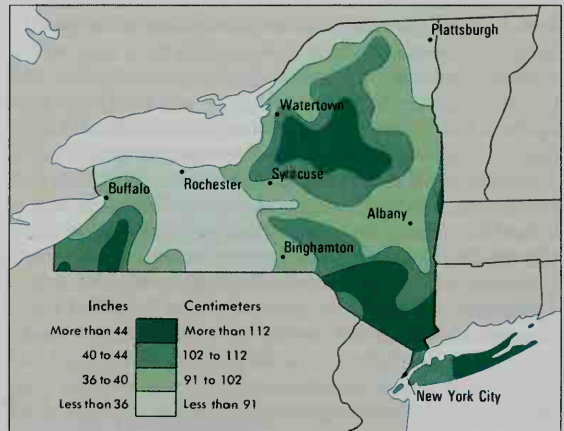 Plattsburgh
Watertown
Rochester
Syracuse
Buffalo
Albany
Binghamton
Inches Centimeters
More than 44 More than 112
40 to 44 102 to 112
36 to 40 91 to 102
Less than 36 Less than 91
New York City